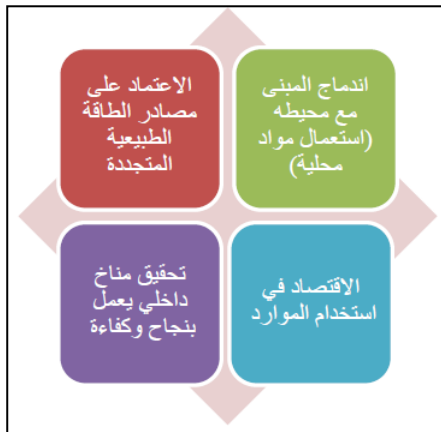 اندماج المبنى
مع محيطه
(استعمال مواد
محلية)
الاعتماد على
مصادر الطاقة
الطبيعية
المتجددة
الاقتصاد في
استخدام الموارد
تحقيق مناخ
داخلي يعمل
بنجاح وكفاءة